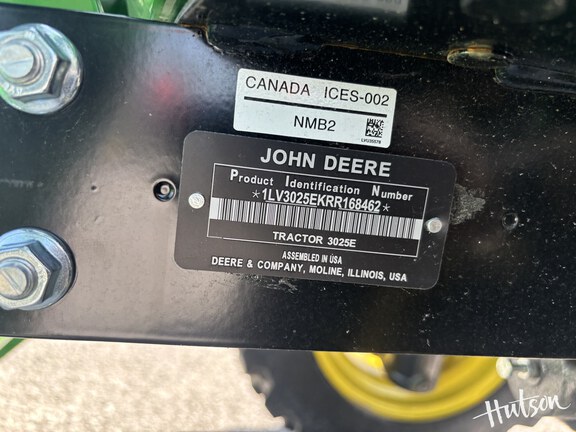 CANADA ICES-002
NMB2
JOHN DEERE
Product Identification Number
*1LV3025EKRR168462*
TRACTOR 3025E
ASSEMBLED IN USA
DEERE & COMPANY, MOLINE, ILLINOIS, USA
Hutson